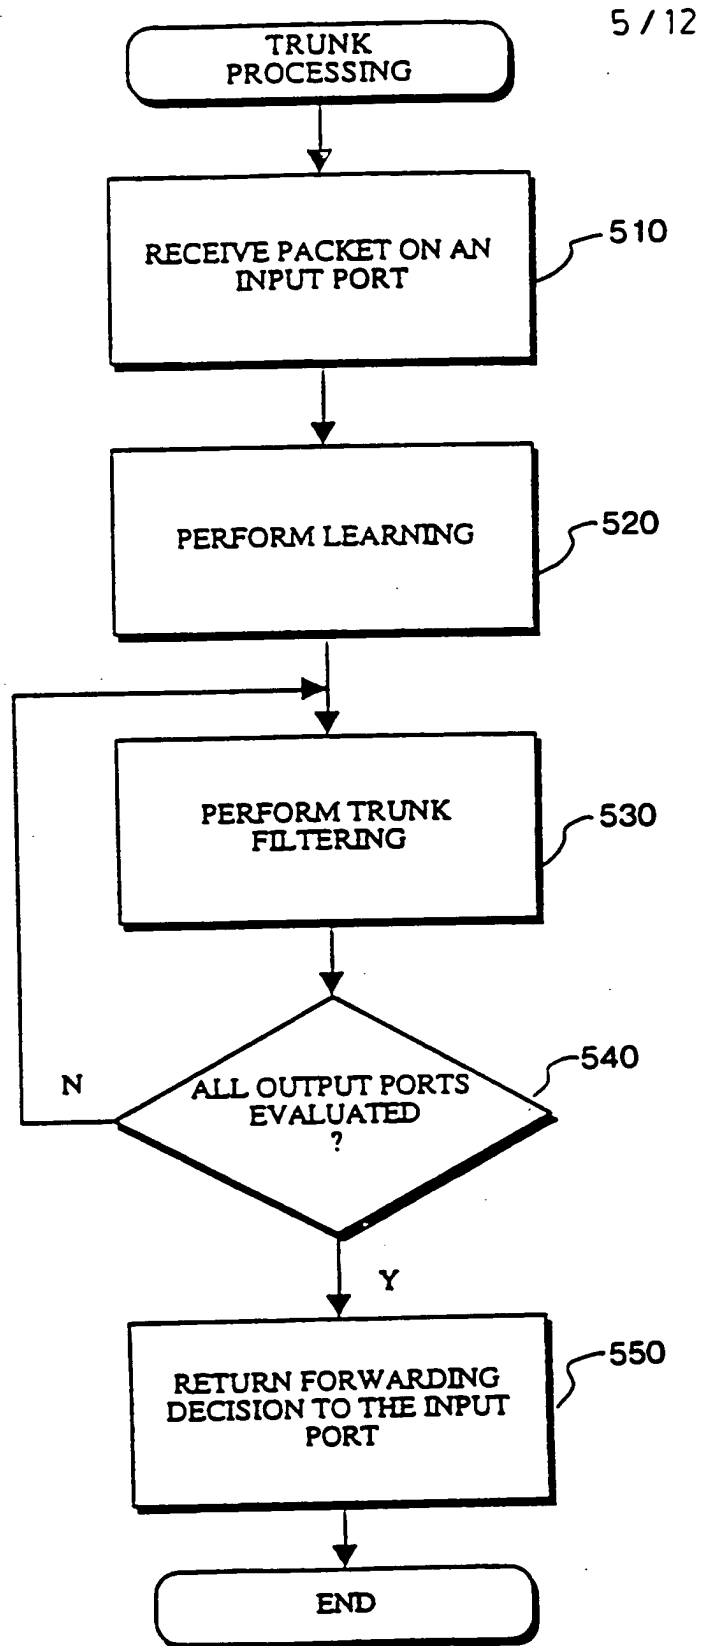 5/12
TRUNK
PROCESSING
RECEIVE PACKET ON AN
INPUT PORT
510
PERFORM LEARNING
520
PERFORM TRUNK
FILTERING
530
ALL OUTPUT PORTS
EVALUATED
?
540
N
Y
RETURN FORWARDING
DECISION TO THE INPUT
PORT
550
END